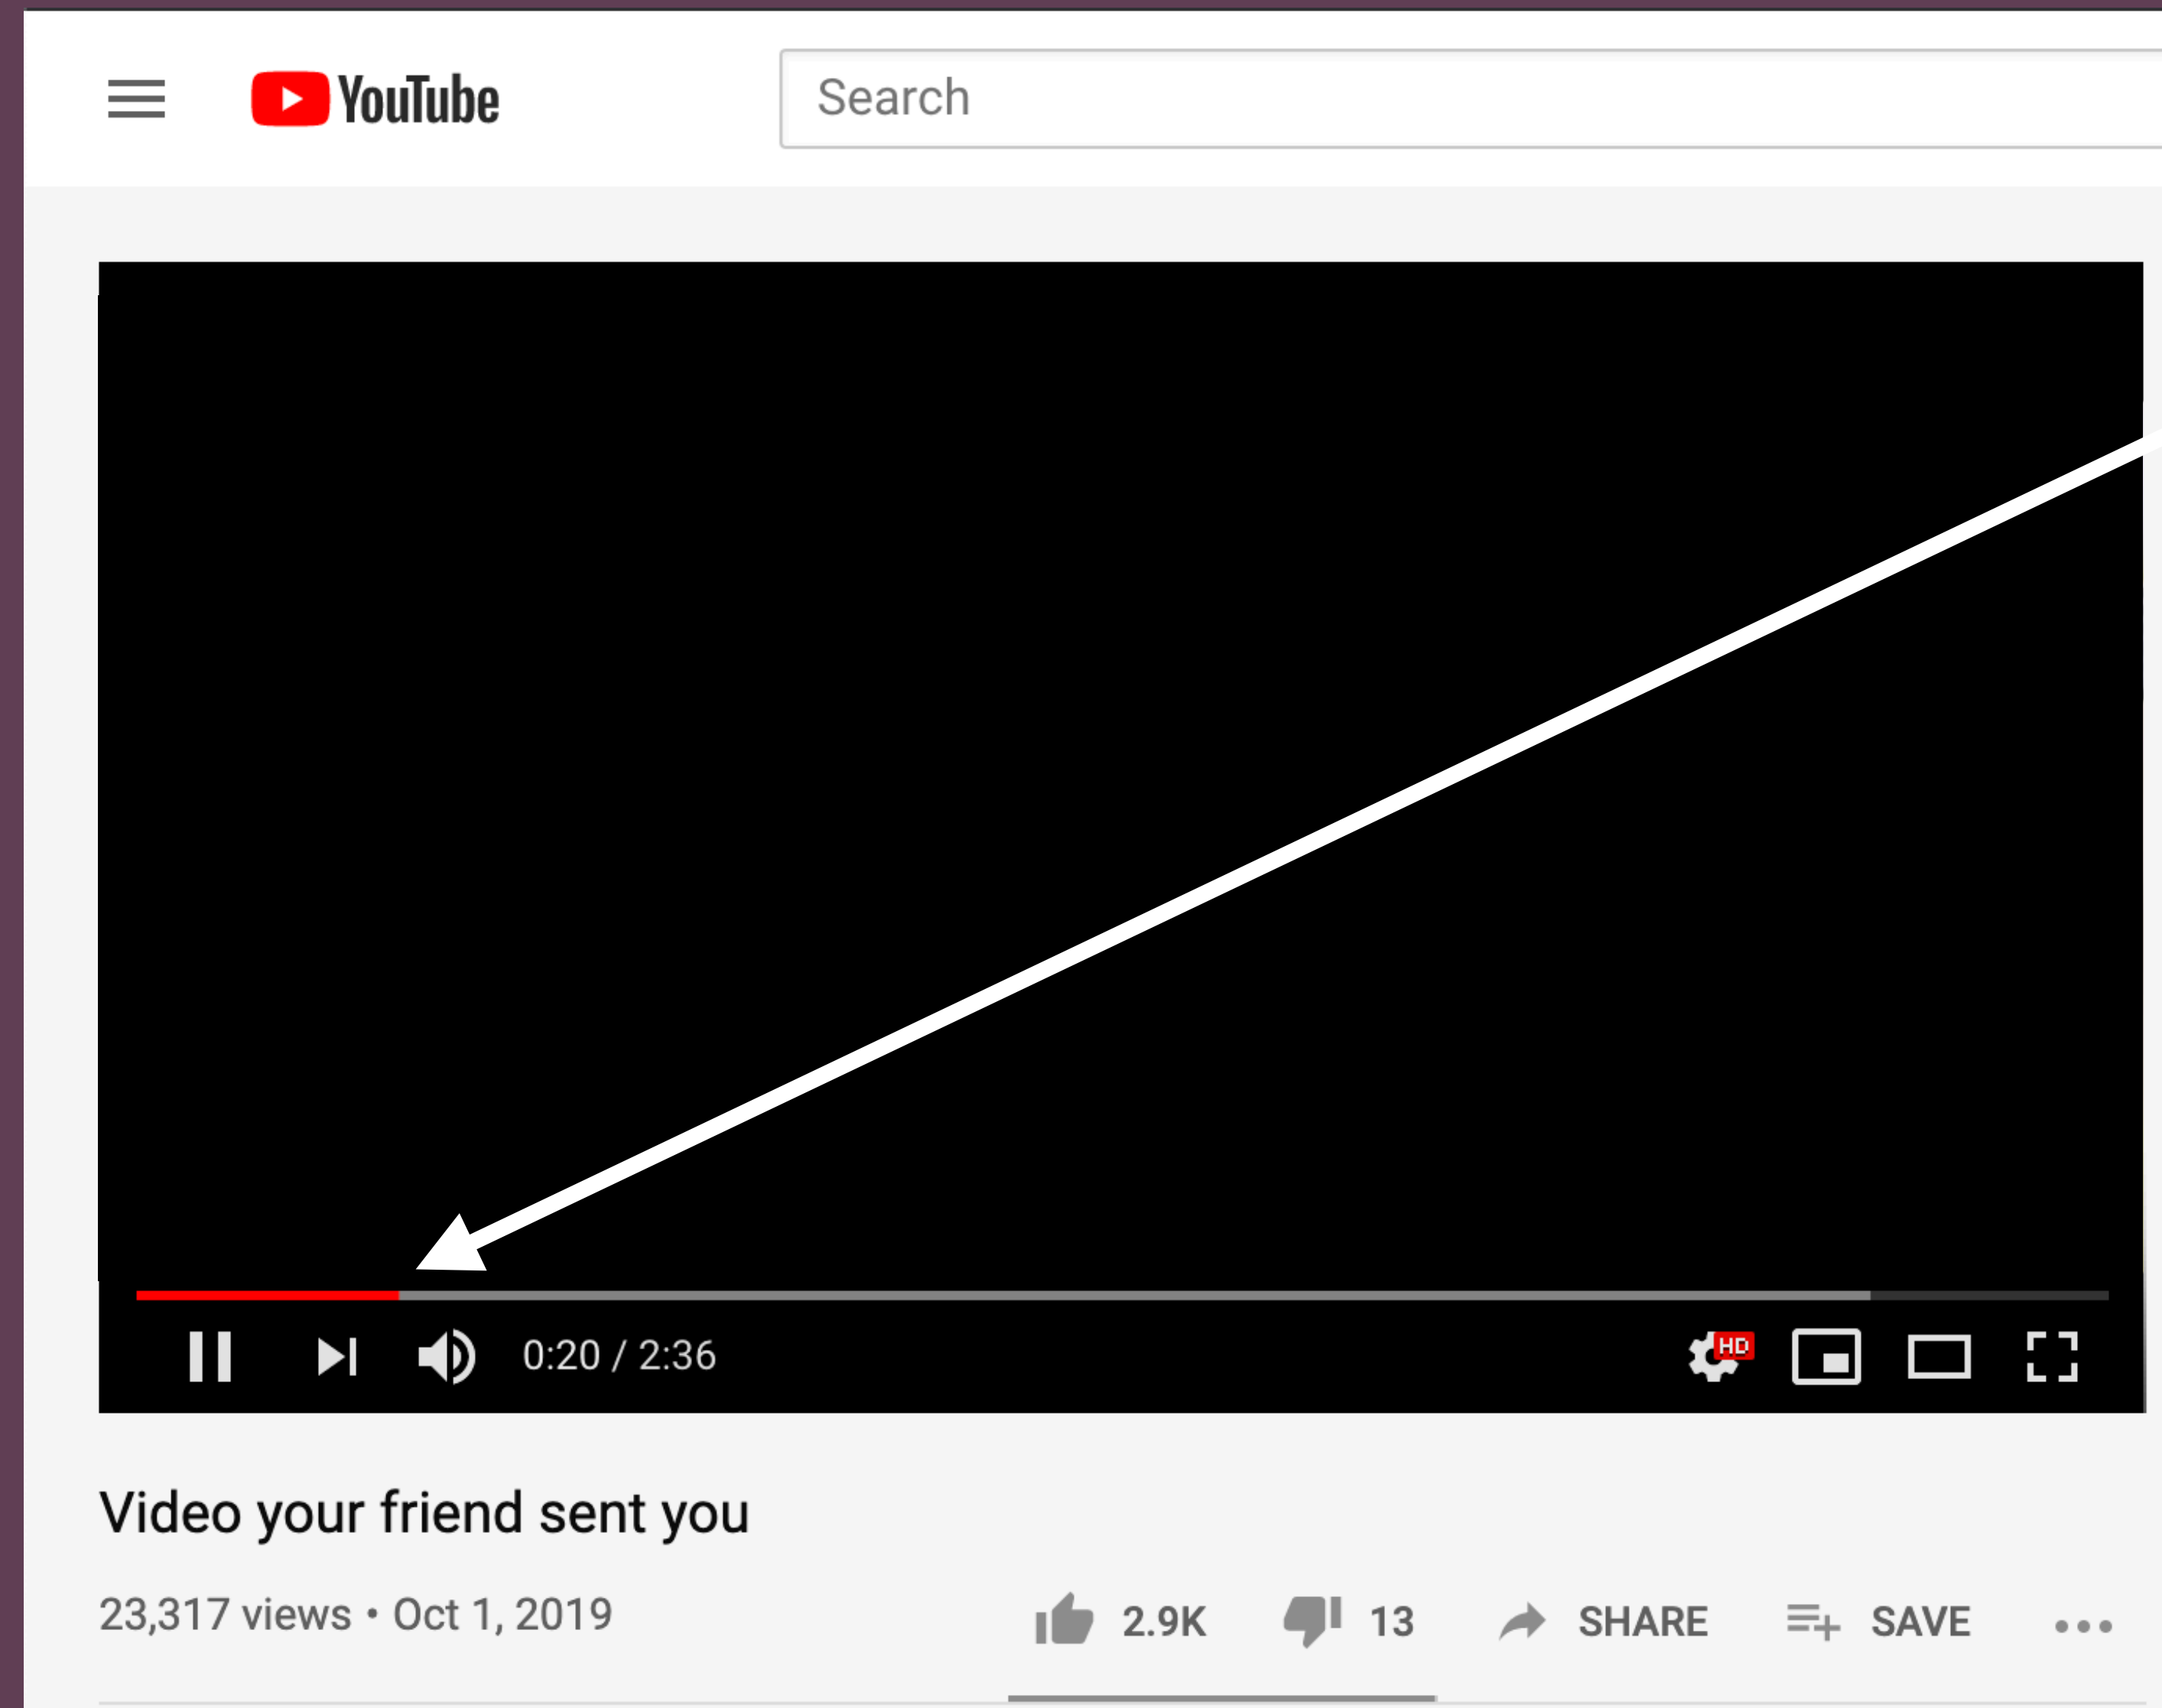 YouTube
Search
0:20 / 2:36
HD
Video your friend sent you
23,317 views • Oct 1, 2019
2.9K
13
SHARE
SAVE